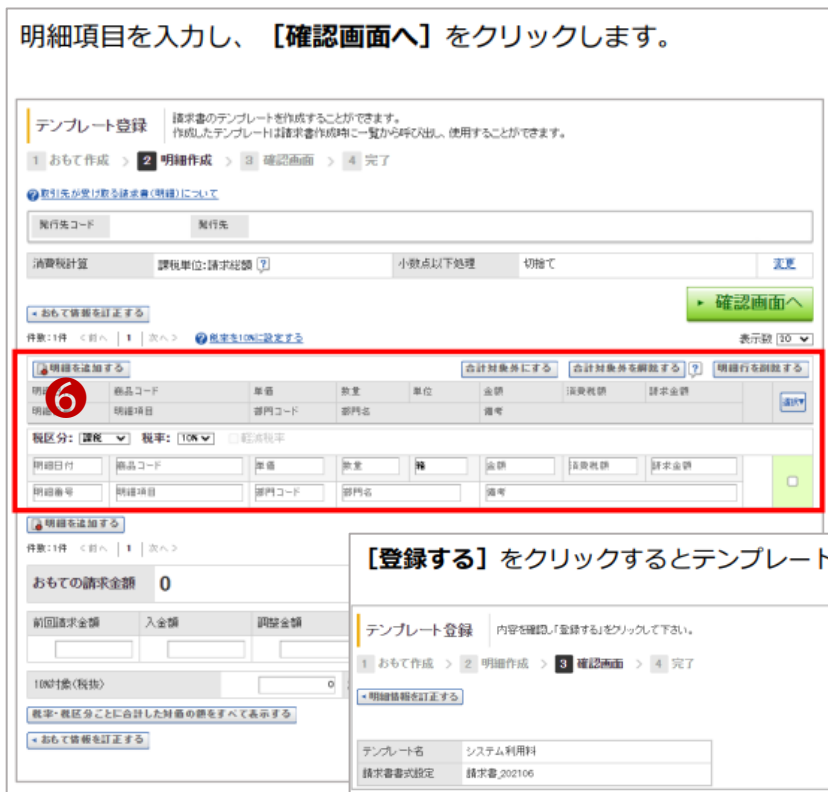 明細項目を入力し、［確認画面へ］をクリックします。
テンプレート登録
請求書のテンプレートを作成することができます。
作成したテンプレートは請求書作成時に一覧から呼び出し、使用することができます。
1 おもて作成 > 2 明細作成 > 3 確認画面 > 4 完了
取引先が受け取る請求書(明細)について
発行先コード 発行先
消費税計算 課税単位:請求総額 ? 小数点以下処理 切捨て 変更
確認画面へ
おもて情報を訂正する
件数:1件 <前へ | 1 | 次へ> 税率を10%に設定する 表示数 10
明細を追加する 合計対象外にする 合計対象外を解除する ? 明細行を削除する
6
商品コード 単価 数量 単位 金額 消費税額 請求金額
明細項目 部門コード 部門名 備考
選択▼
税区分: 課税 税率: 10% 軽減税率
明細日付 商品コード 単価 数量 箱 金額 消費税額 請求金額
明細番号 明細項目 部門コード 部門名 備考
明細を追加する
件数:1件 <前へ | 1 | 次へ>
おもての請求金額 0
前回請求金額 入金額 調整金額
10%対象(税抜) 0
税率・税区分ごとに合計した対価の額をすべて表示する
おもて情報を訂正する
［登録する］をクリックするとテンプレート
テンプレート登録 内容を確認し「登録する」をクリックして下さい。
1 おもて作成 > 2 明細作成 > 3 確認画面 > 4 完了
明細情報を訂正する
テンプレート名 システム利用料
請求書書式設定 請求書_202106